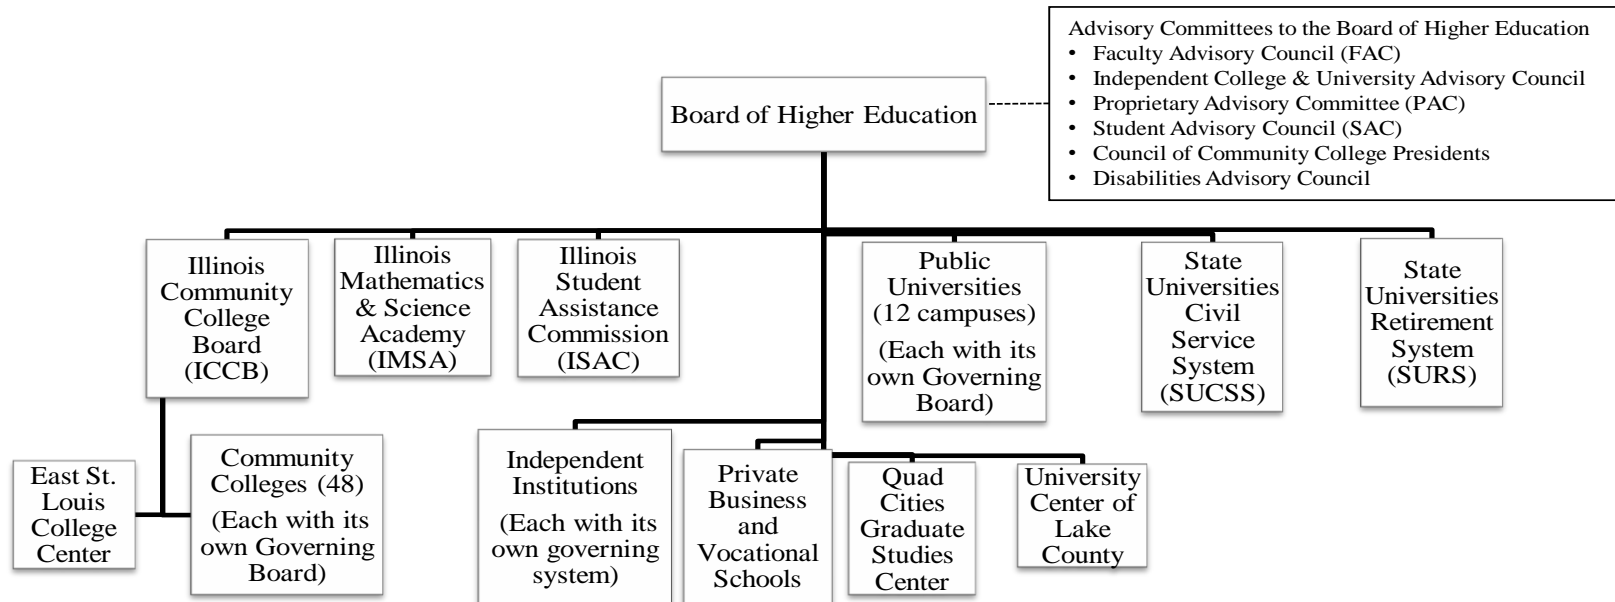 Advisory Committees to the Board of Higher Education
• Faculty Advisory Council (FAC)
• Independent College & University Advisory Council
• Proprietary Advisory Committee (PAC)
• Student Advisory Council (SAC)
• Council of Community College Presidents
• Disabilities Advisory Council
Board of Higher Education
Illinois
Community
College
Board
(ICCB)
Illinois
Mathematics
& Science
Academy
(IMSA)
Illinois
Student
Assistance
Commission
(ISAC)
Public
Universities
(12 campuses)
(Each with its
own Governing
Board)
State
Universities
Civil
Service
System
(SUCSS)
State
Universities
Retirement
System
(SURS)
East St.
Louis
College
Center
Community
Colleges (48)
(Each with its
own Governing
Board)
Independent
Institutions
(Each with its
own governing
system)
Private
Business
and
Vocational
Schools
Quad
Cities
Graduate
Studies
Center
University
Center of
Lake
County